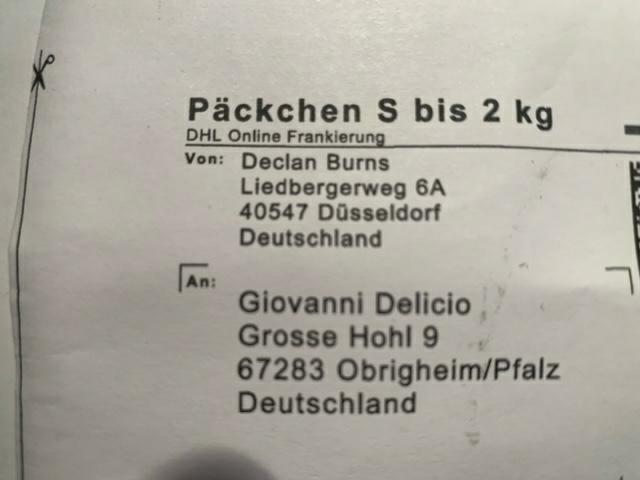 Päckchen S bis 2 kg
DHL Online Frankierung
Von: Declan Burns
Liedbergerweg 6A
40547 Düsseldorf
Deutschland
An:
Giovanni Delicio
Grosse Hohl 9
67283 Obrigheim/Pfalz
Deutschland